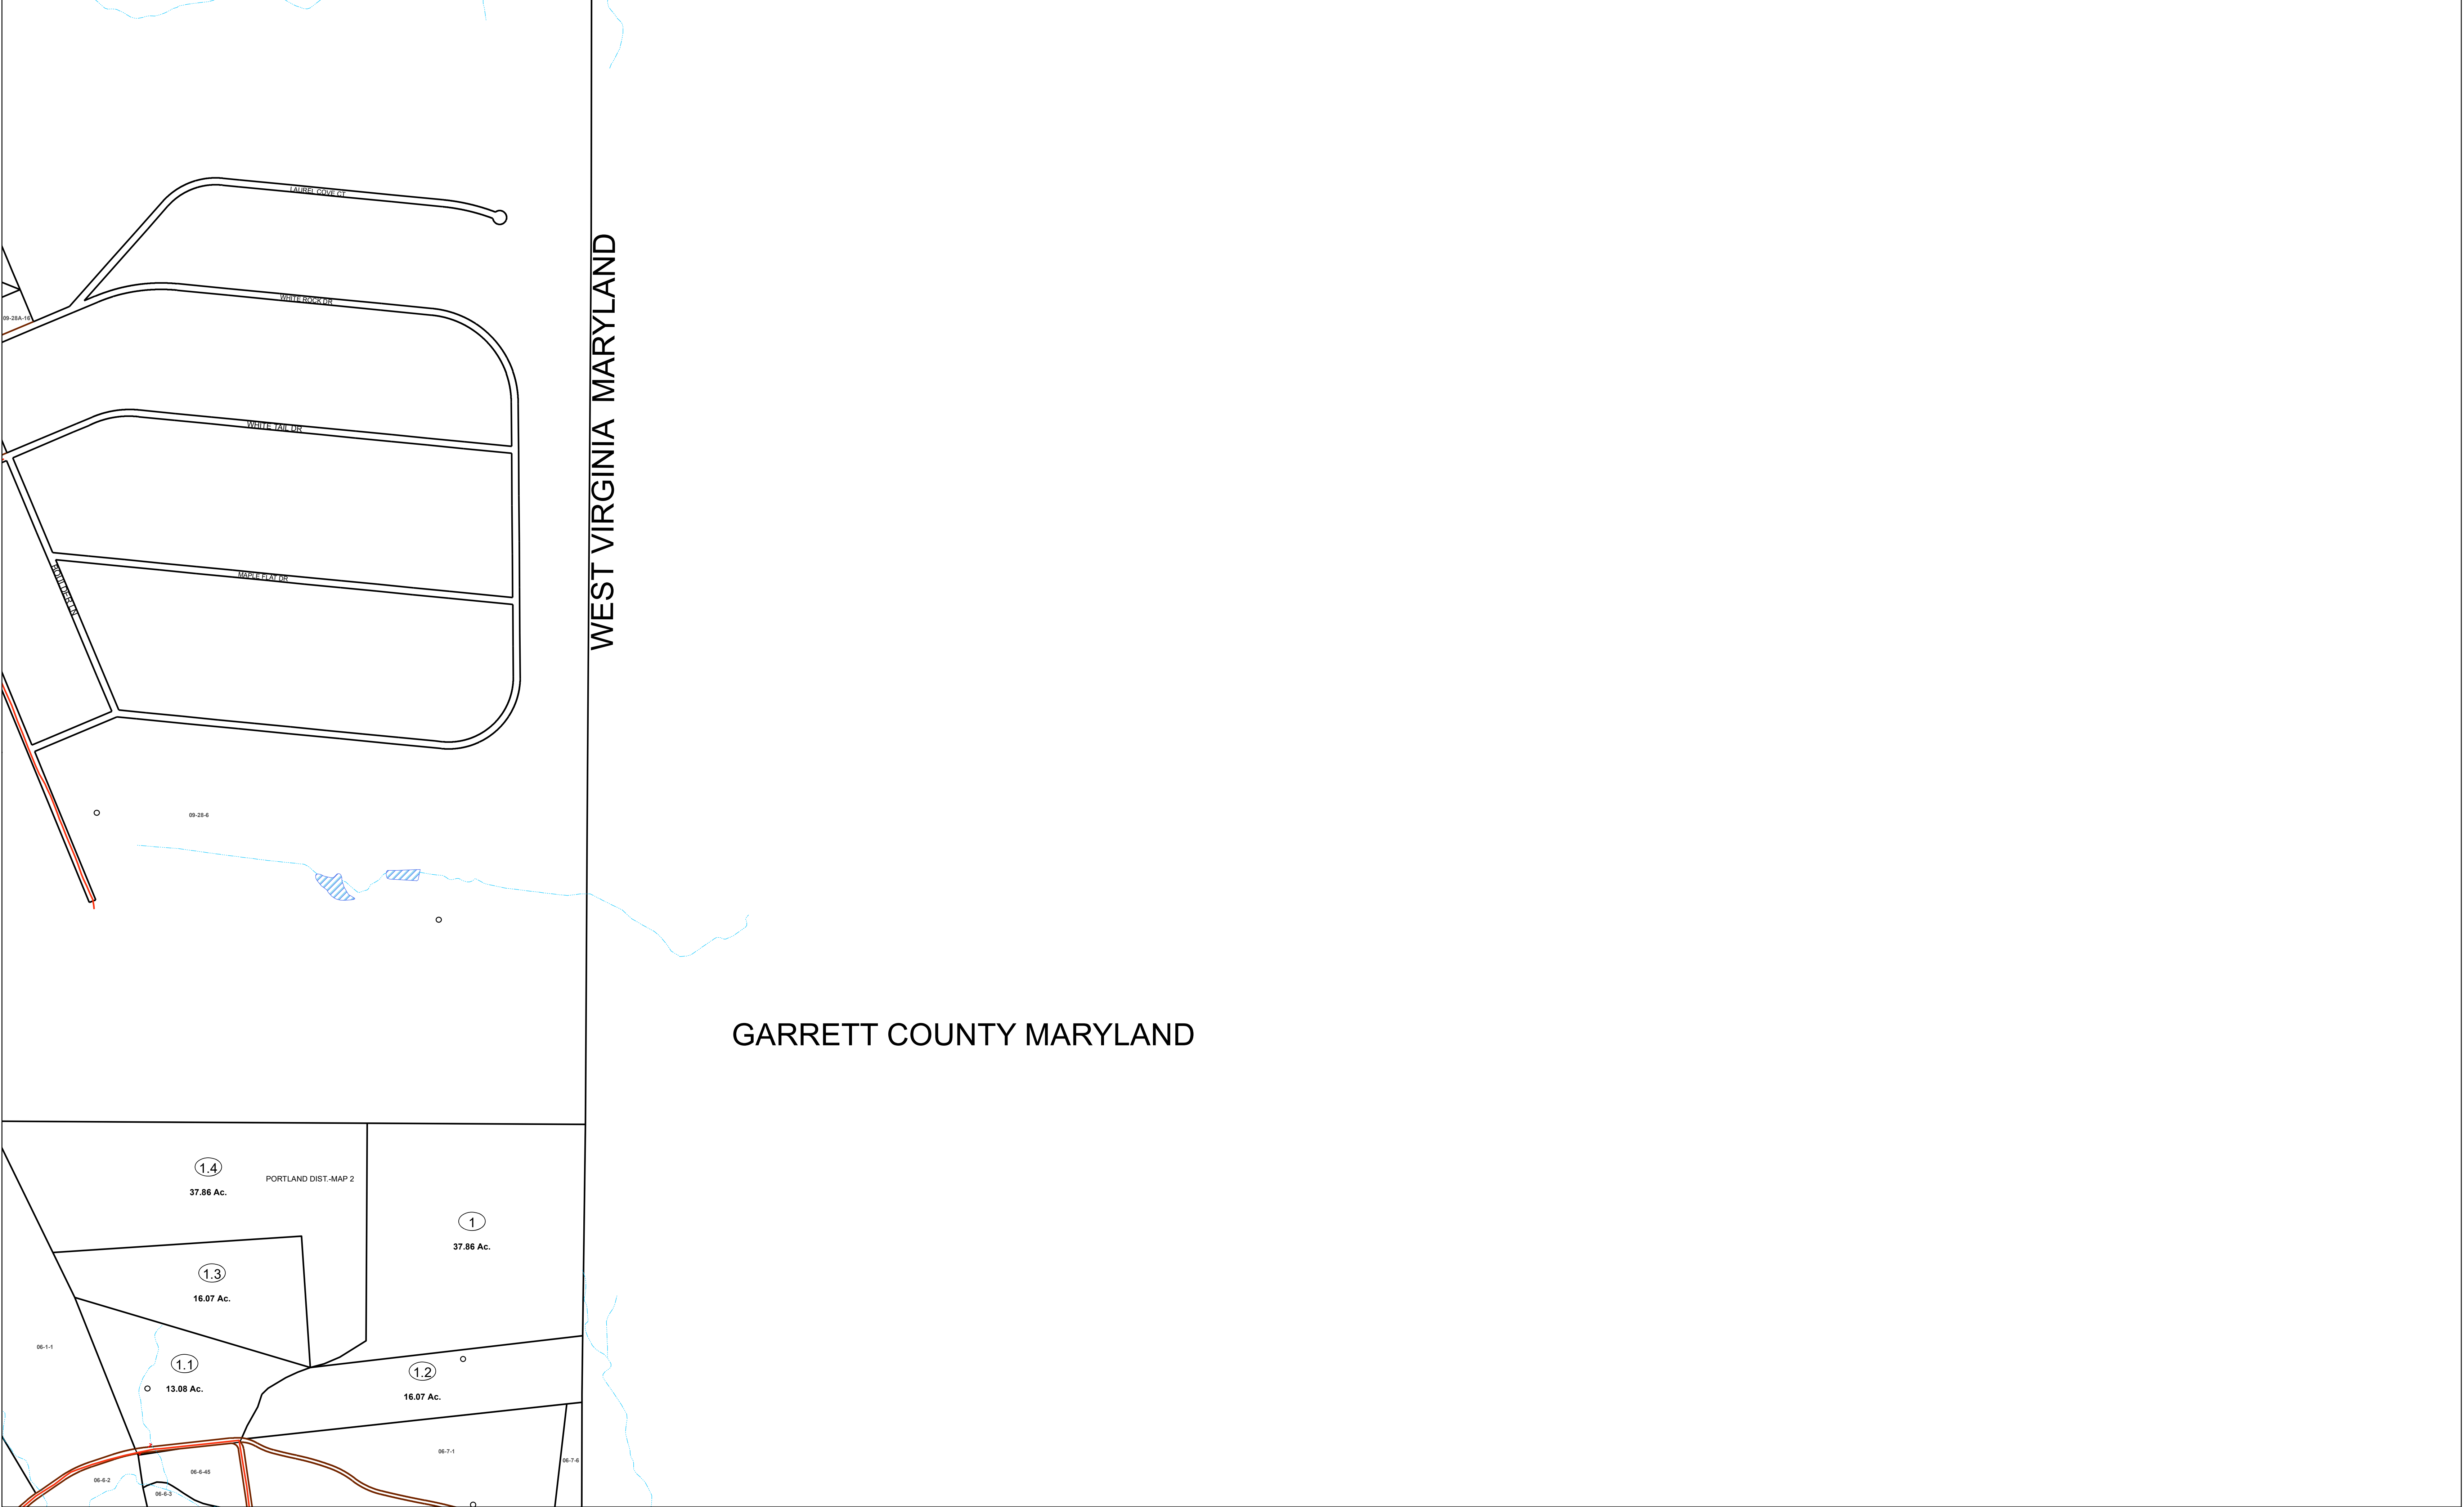 LAUREL COVE CT
WEST VIRGINIA MARYLAND
WHITE ROCK DR
09-28A-16
WHITE TAIL DR
MAPLE FLAT DR
BOULDER LN
09-28-6
GARRETT COUNTY MARYLAND
1.4
PORTLAND DIST.-MAP 2
37.86 Ac.
1
37.86 Ac.
1.3
16.07 Ac.
06-1-1
1.1
13.08 Ac.
1.2
16.07 Ac.
06-7-1
06-7-6
06-6-45
06-6-2
06-6-3